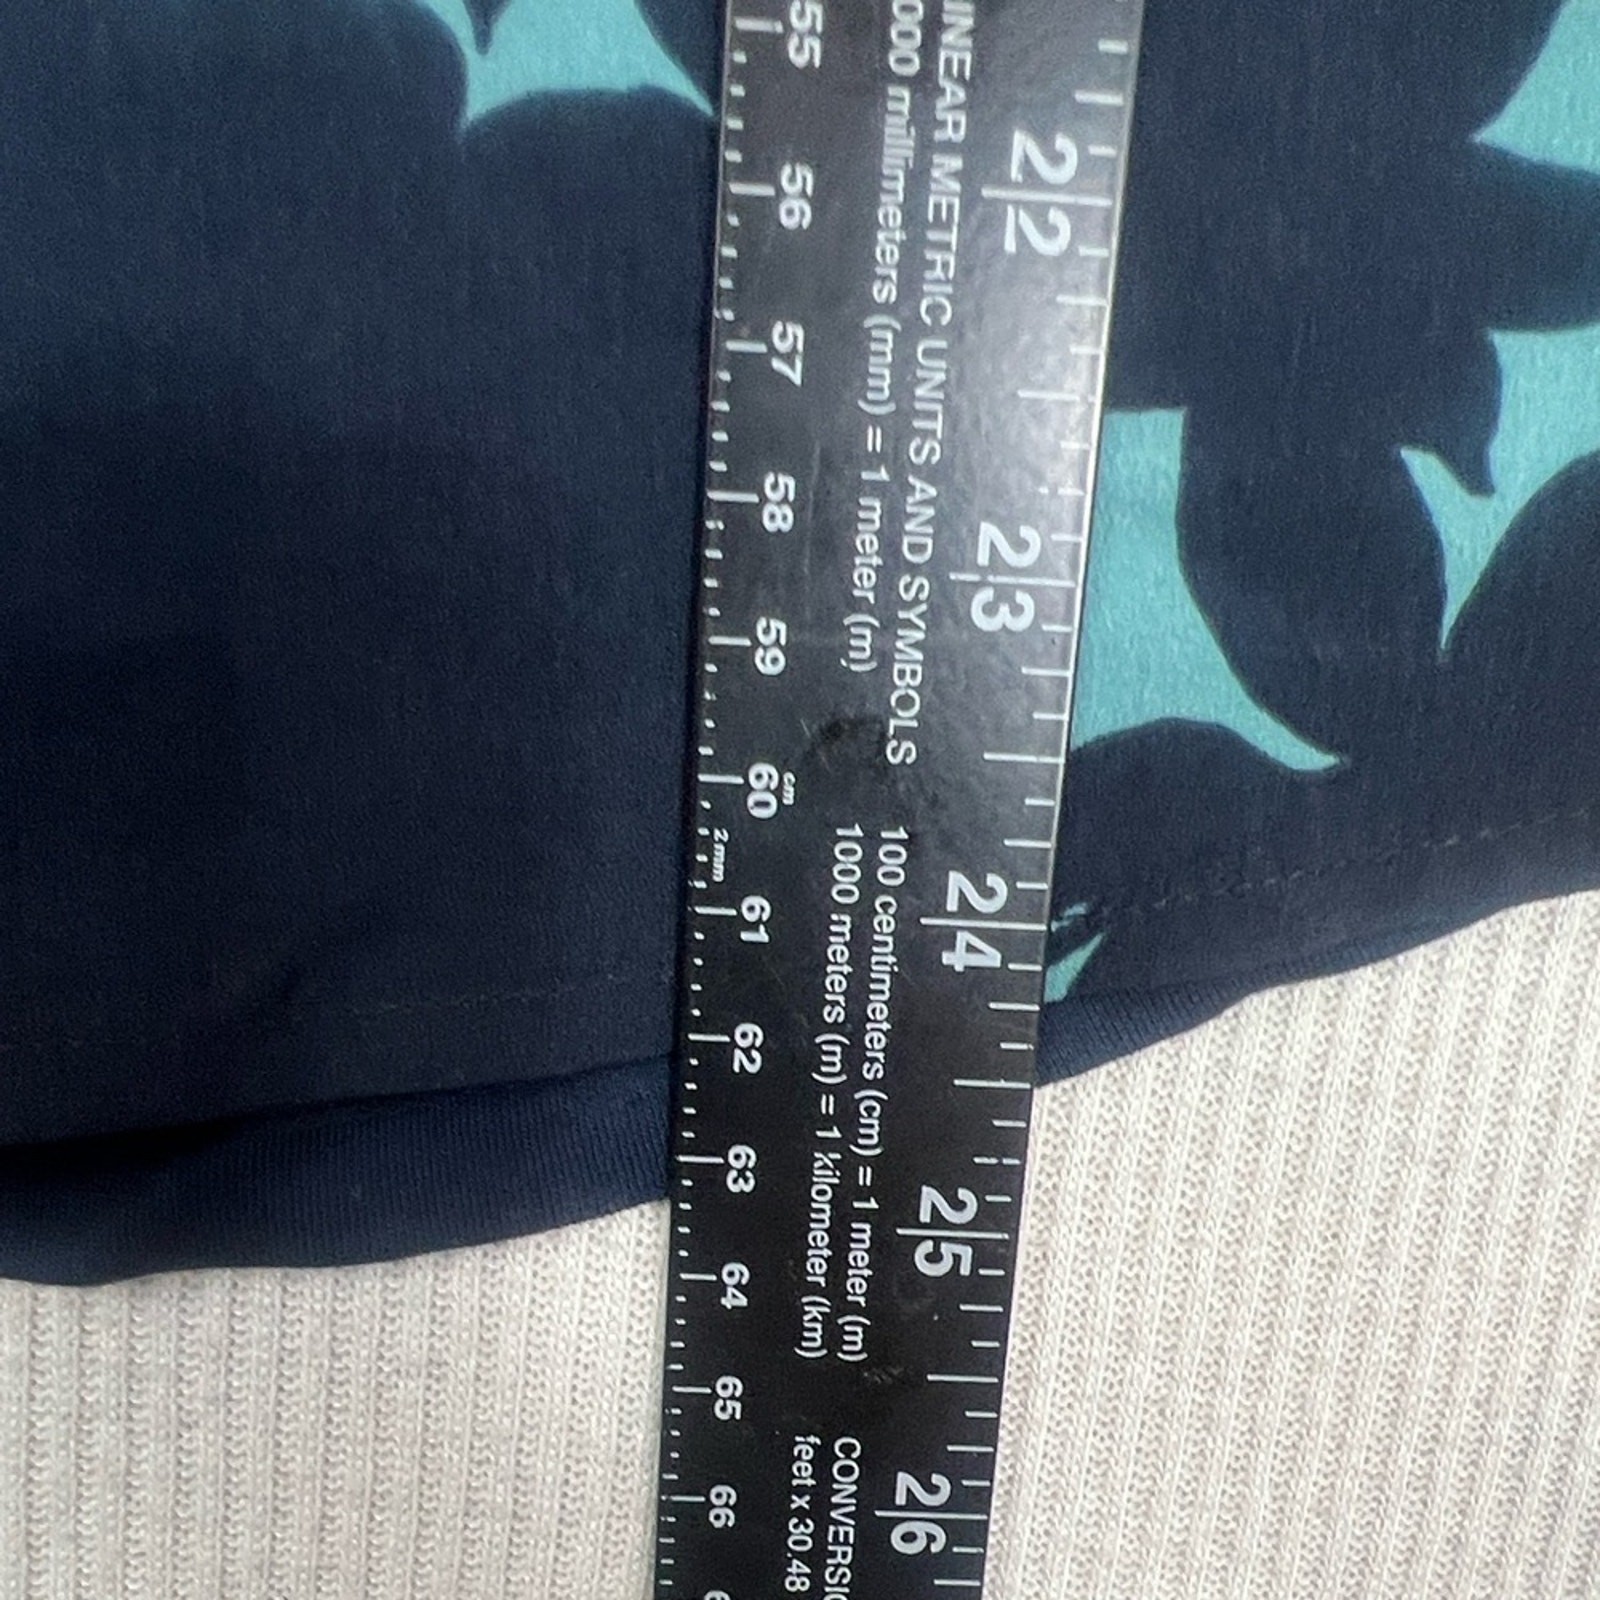 55 56 57 58 59 60 61 62 63 64 65 66
cm
2 mm
000 millimeters (mm) = 1 meter (m)
1000 meters (m) = 1 kilometer (km)
feet x 30.48
INEAR METRIC UNITS AND SYMBOLS
100 centimeters (cm) = 1 meter (m)
22 23 24 25 26